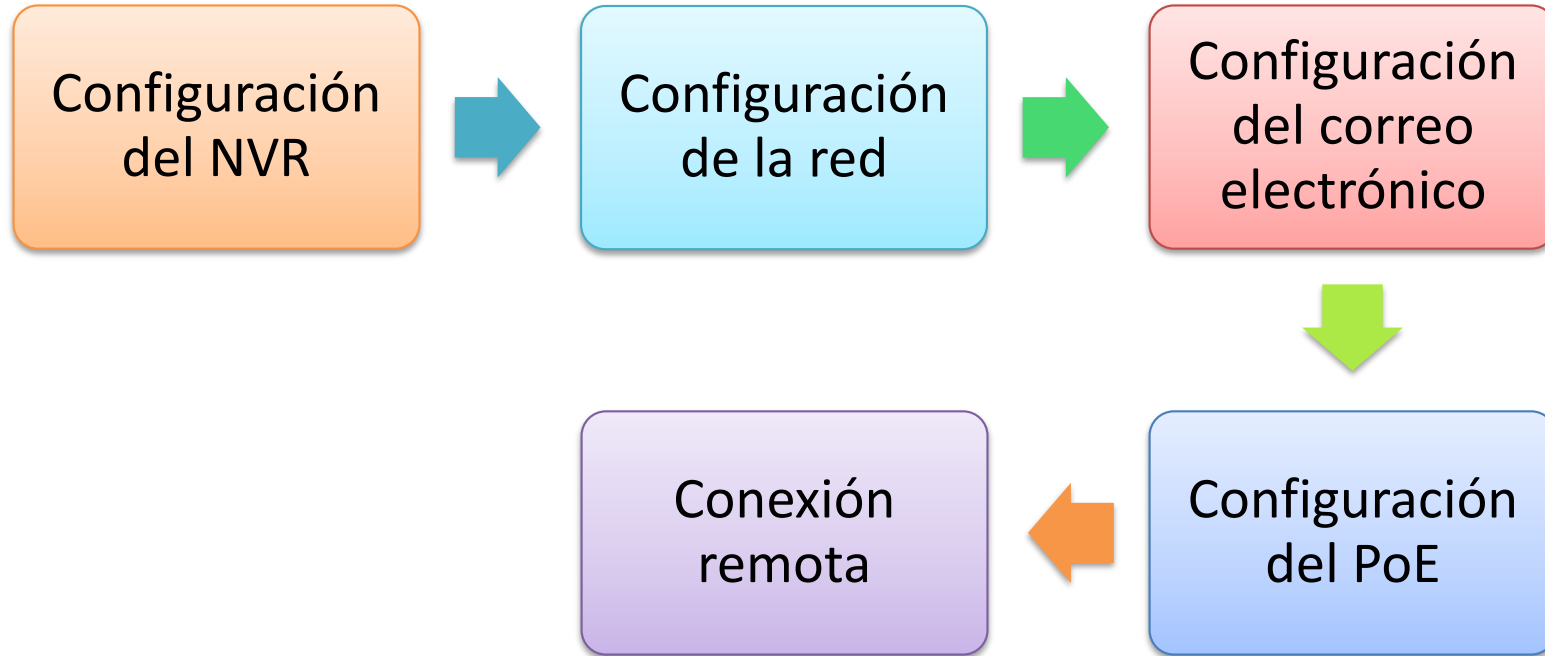 Configuración
del NVR
Configuración
de la red
Configuración
del correo
electrónico
Configuración
del PoE
Conexión
remota